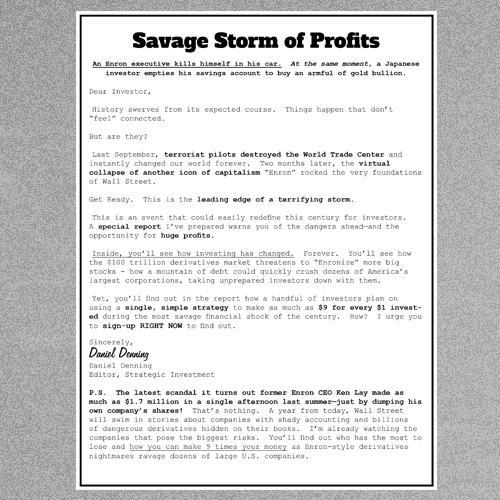 Savage Storm of Profits
An Enron executive kills himself in his car. At the same moment, a Japanese
investor empties his savings account to buy an armful of gold bullion.
Dear Investor,
History swerves from its expected course. Things happen that don't
"feel" connected.
But are they?
Last September, terrorist pilots destroyed the World Trade Center and
instantly changed our world forever. Two months later, the virtual
collapse of another icon of capitalism "Enron" rocked the very foundations
of Wall Street.
Get Ready. This is the leading edge of a terrifying storm.
This is an event that could easily redefine this century for investors.
A special report I've prepared warns you of the dangers ahead—and the
opportunity for huge profits.
Inside, you'll see how investing has changed. Forever. You'll see how
the $100 trillion derivatives market threatens to "Enronize" more big
stocks - how a mountain of debt could quickly crush dozens of America's
largest corporations, taking unprepared investors down with them.
Yet, you'll find out in the report how a handful of investors plan on
using a single, simple strategy to make as much as $9 for every $1 invest-
ed during the most savage financial shock of the century. How? I urge you
to sign-up RIGHT NOW to find out.
Sincerely,
Daniel Denning
Daniel Denning
Editor, Strategic Investment
P.S. The latest scandal it turns out former Enron CEO Ken Lay made as
much as $1.7 million in a single afternoon last summer—just by dumping his
own company's shares! That's nothing. A year from today, Wall Street
will swim in stories about companies with shady accounting and billions
of dangerous derivatives hidden on their books. I'm already watching the
companies that pose the biggest risks. You'll find out who has the most to
lose and how you can make 9 times your money as Enron-style derivatives
nightmares ravage dozens of large U.S. companies.